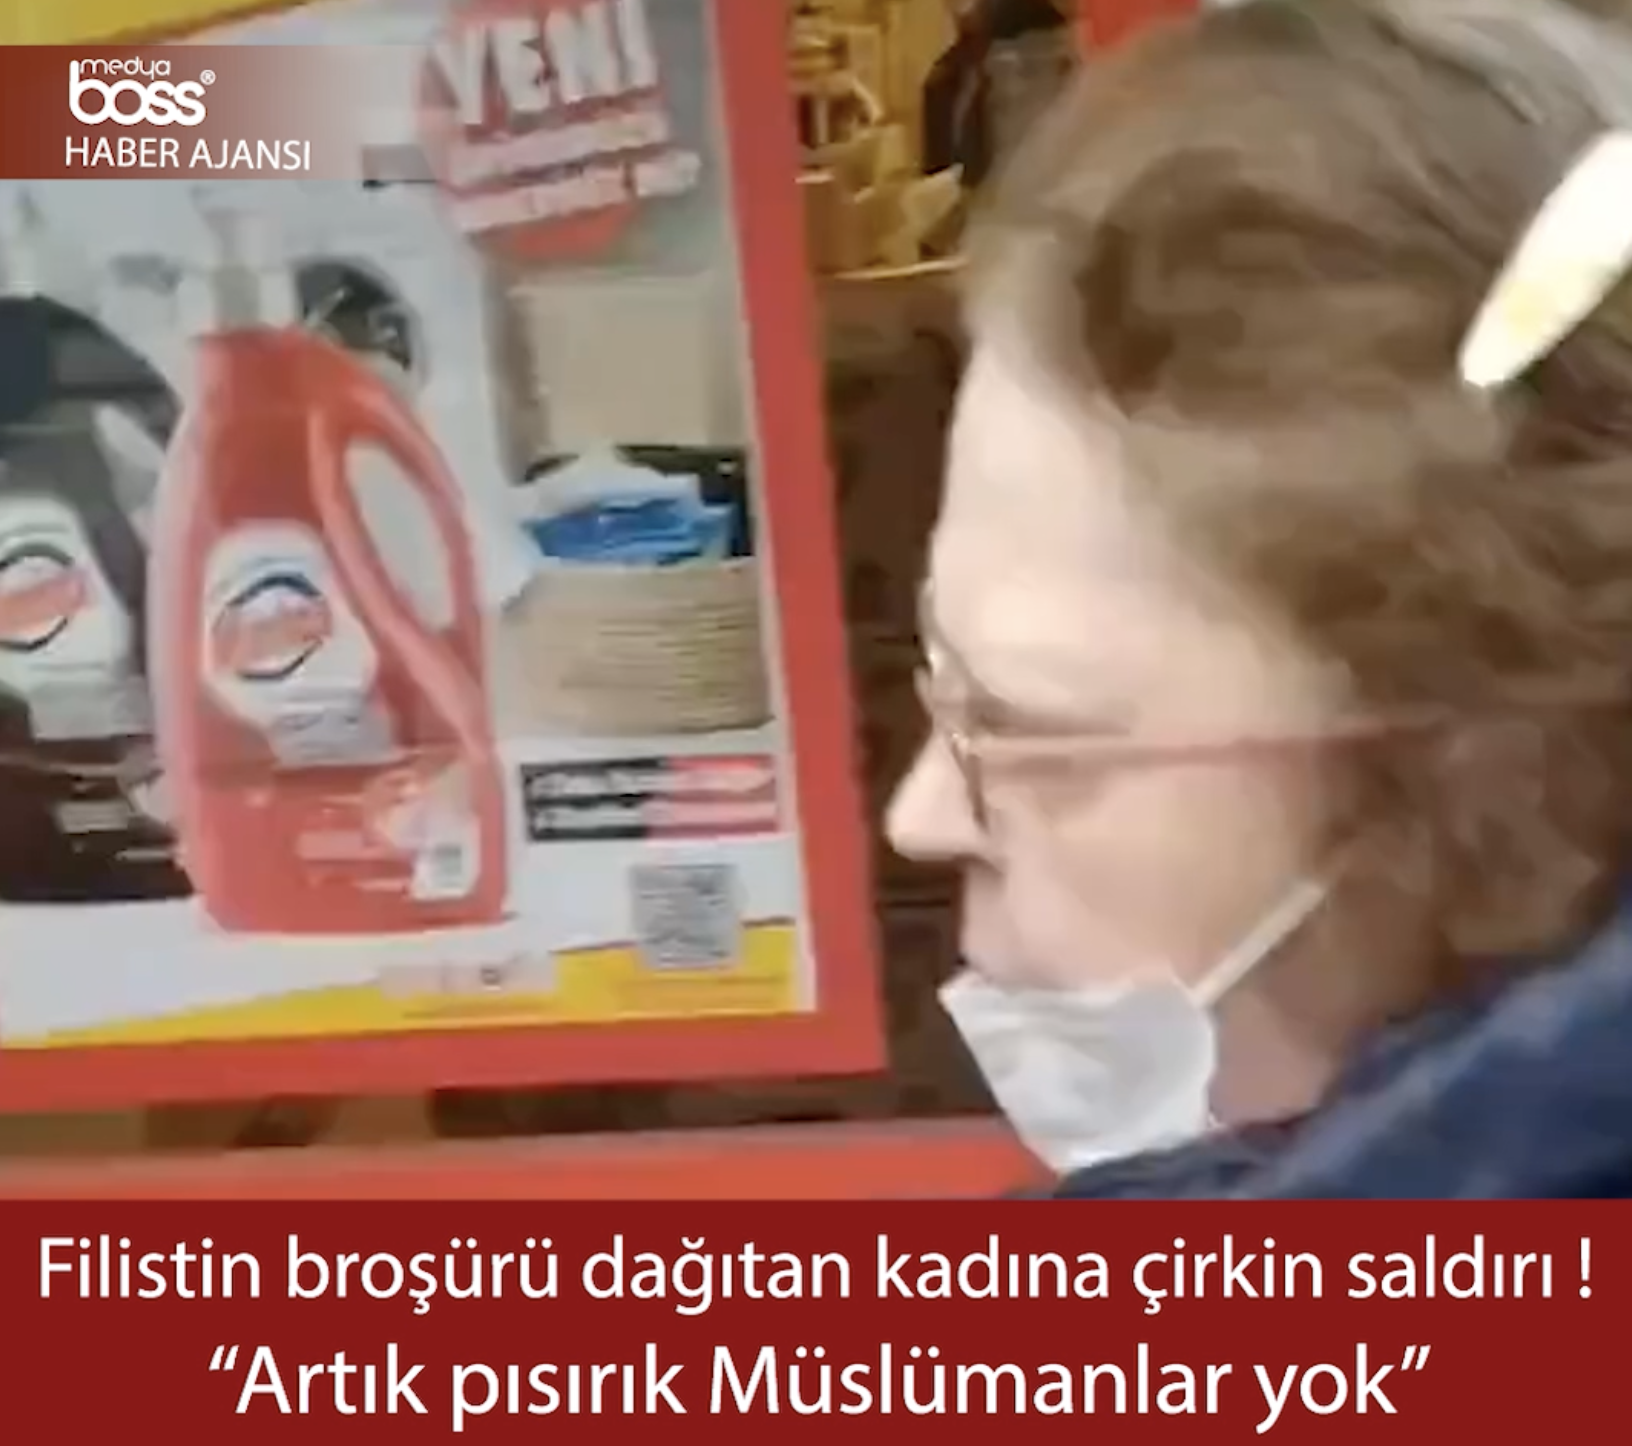 medya
boss®
HABER AJANSI
YENİ
Filistin broşürü dağıtan kadına çirkin saldırı !
“Artık pısırık Müslümanlar yok”